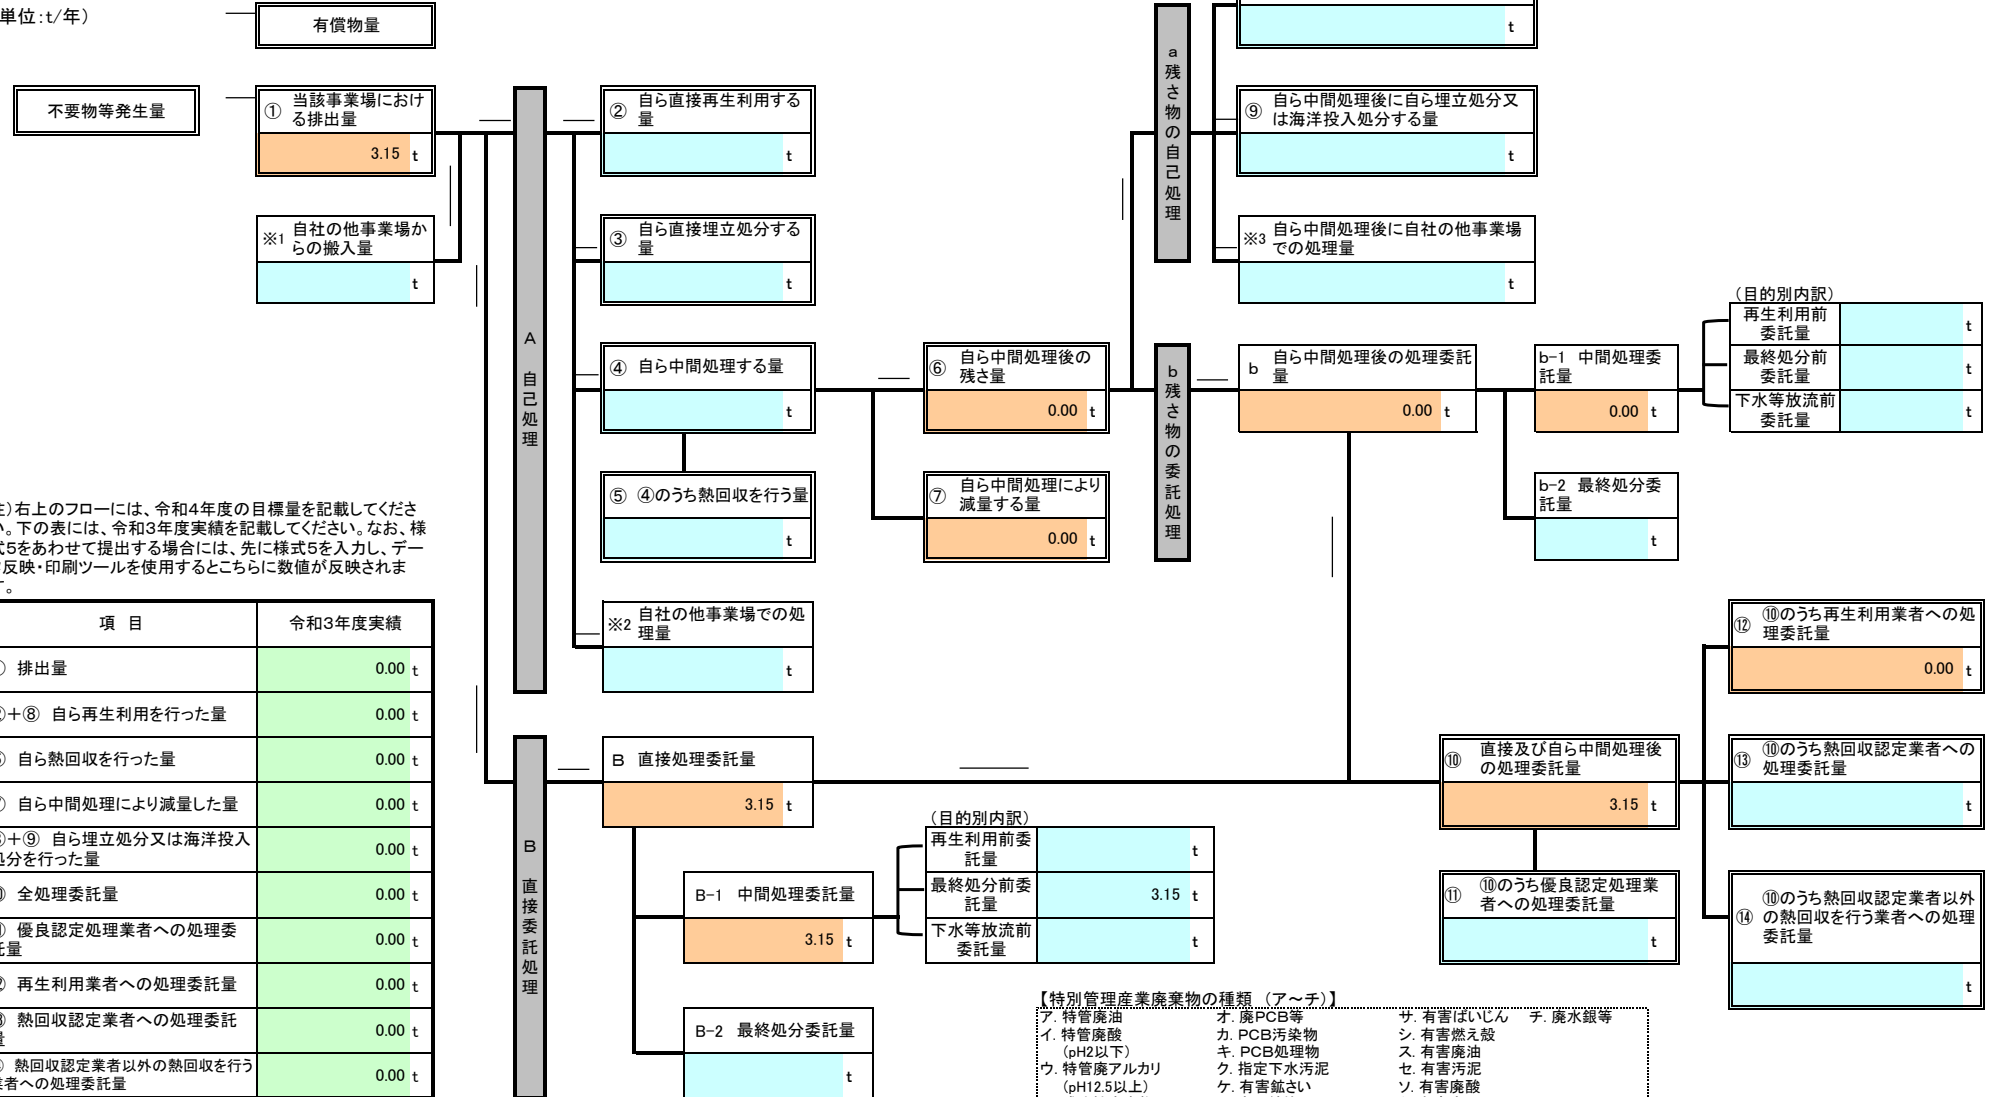 単位:t/年)
有償物量
不要物等発生量
① 当該事業場におけ
る排出量
3.15 t
※1 自社の他事業場か
らの搬入量
t
A 自己処理
② 自ら直接再生利用する
量
t
③ 自ら直接埋立処分する
量
t
④ 自ら中間処理する量
t
⑤ ④のうち熱回収を行う量
t
※2 自社の他事業場での処
理量
t
⑥ 自ら中間処理後の
残さ量
0.00 t
⑦ 自ら中間処理により
減量する量
0.00 t
a 残さ物の自己処理
t
⑨ 自ら中間処理後に自ら埋立処分又
は海洋投入処分する量
t
※3 自ら中間処理後に自社の他事業場
での処理量
t
b 残さ物の委託処理
b 自ら中間処理後の処理委託
量
0.00 t
b-1 中間処理委
託量
0.00 t
b-2 最終処分委
託量
t
(目的別内訳)
再生利用前
委託量
t
最終処分前
委託量
t
下水等放流前
委託量
t
)右上のフローには、令和4年度の目標量を記載してくださ
。下の表には、令和3年度実績を記載してください。なお、様
5をあわせて提出する場合には、先に様式5を入力し、デー
反映・印刷ツールを使用するとこちらに数値が反映されま
。
項 目 令和3年度実績
排出量 0.00 t
+⑧ 自ら再生利用を行った量 0.00 t
自ら熱回収を行った量 0.00 t
自ら中間処理により減量した量 0.00 t
+⑨ 自ら埋立処分又は海洋投入
処分を行った量 0.00 t
全処理委託量 0.00 t
優良認定処理業者への処理委
託量 0.00 t
再生利用業者への処理委託量 0.00 t
熱回収認定業者への処理委託
量 0.00 t
熱回収認定業者以外の熱回収を行う
業者への処理委託量 0.00 t
B 直接委託処理
B 直接処理委託量
3.15 t
B-1 中間処理委託量
3.15 t
B-2 最終処分委託量
t
(目的別内訳)
再生利用前委
託量
t
最終処分前委
託量
3.15 t
下水等放流前
委託量
t
⑩ 直接及び自ら中間処理後
の処理委託量
3.15 t
⑪ ⑩のうち優良認定処理業
者への処理委託量
t
⑫ ⑩のうち再生利用業者への処
理委託量
0.00 t
⑬ ⑩のうち熱回収認定業者への
処理委託量
t
⑭ ⑩のうち熱回収認定業者以外
の熱回収を行う業者への処理
委託量
t
【特別管理産業廃棄物の種類 (ア~チ)】
ア. 特管廃油 オ. 廃PCB等 サ. 有害ばいじん チ. 廃水銀等
イ. 特管廃酸 カ. PCB汚染物 シ. 有害燃え殻
(pH2以下) キ. PCB処理物 ス. 有害廃油
ウ. 特管廃アルカリ ク. 指定下水汚泥 セ. 有害汚泥
(pH12.5以上) ケ. 有害鉱さい ソ. 有害廃酸